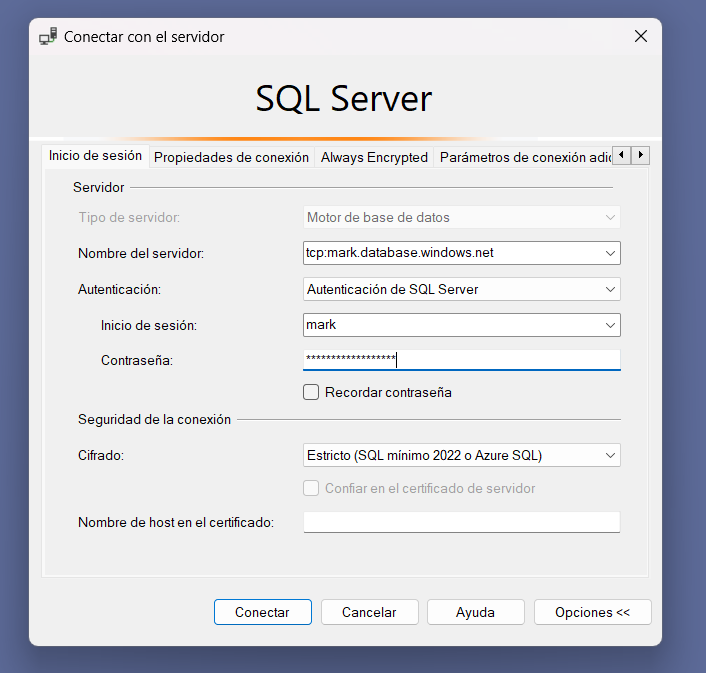 Conectar con el servidor
SQL Server
Inicio de sesión Propiedades de conexión Always Encrypted Parámetros de conexión adic
Servidor
Tipo de servidor: Motor de base de datos
Nombre del servidor: tcp:mark.database.windows.net
Autenticación: Autenticación de SQL Server
Inicio de sesión: mark
Contraseña: ******************
Recordar contraseña
Seguridad de la conexión
Cifrado: Estricto (SQL mínimo 2022 o Azure SQL)
Confiar en el certificado de servidor
Nombre de host en el certificado:
Conectar Cancelar Ayuda Opciones <<